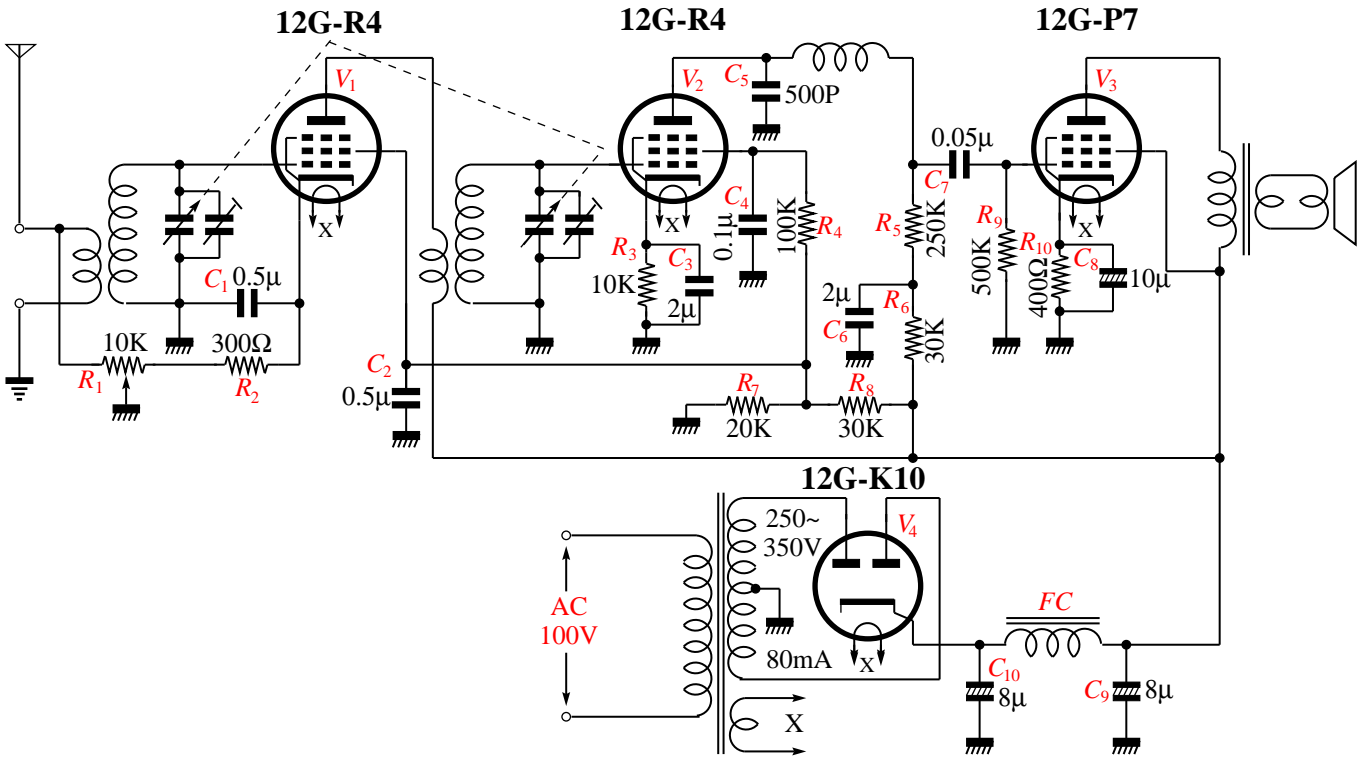 12G-R4
12G-R4
12G-P7
V1
V2
C5
500P
V3
0.05μ
C7
X
X
X
C4
0.1μ
100K
R4
R5
250K
R9
500K
R10
400Ω
C8
10μ
C1
0.5μ
R3
10K
C3
2μ
2μ
C6
R6
30K
10K
R1
300Ω
R2
C2
0.5μ
R7
20K
R8
30K
12G-K10
250~
350V
V4
AC
100V
80mA
X
X
FC
C10
8μ
C9
8μ